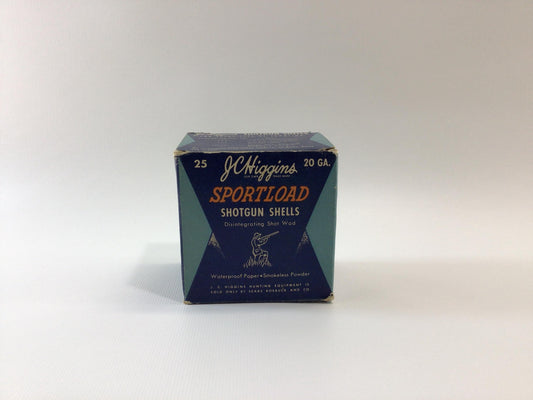 25
J.C.Higgins
20 GA.
SPORTLOAD
SHOTGUN SHELLS
Disintegrating Shot Wad
Waterproof Paper•Smokeless Powder
J. C. HIGGINS HUNTING EQUIPMENT IS
SOLD ONLY BY SEARS ROEBUCK AND CO.